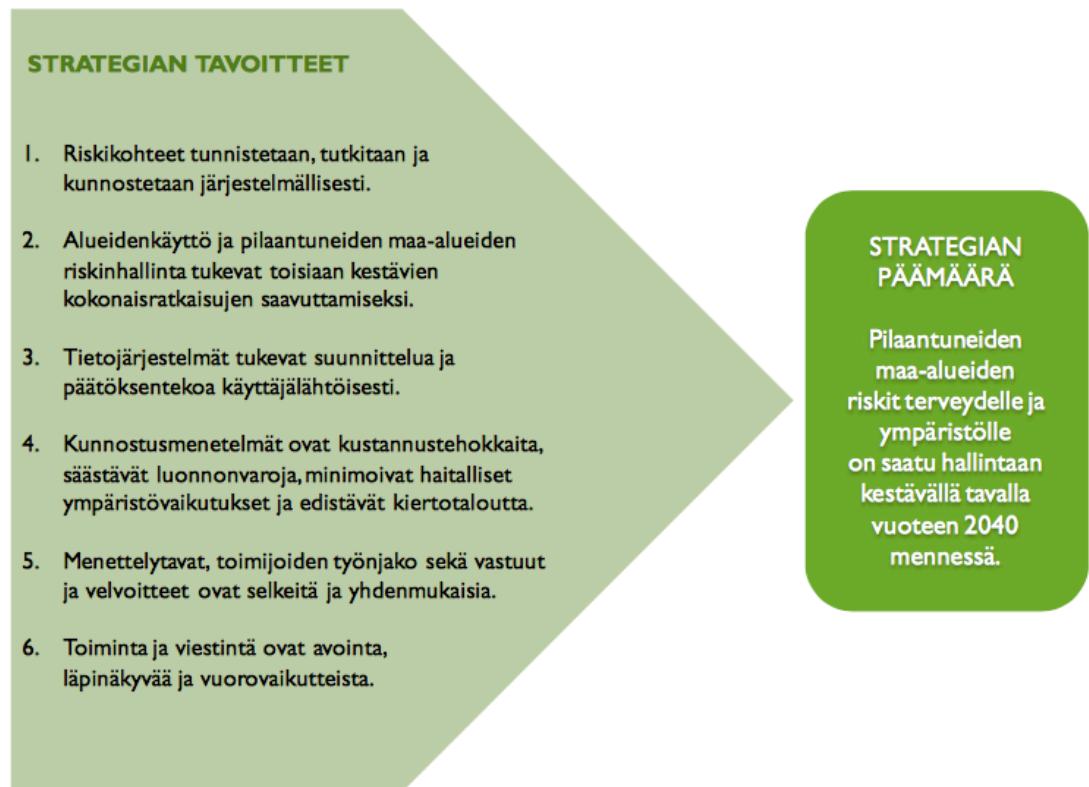 STRATEGIAN TAVOITTEET
1. Riskikohteet tunnistetaan, tutkitaan ja
kunnostetaan järjestelmällisesti.
2. Alueidenkäyttö ja pilaantuneiden maa-alueiden
riskinhallinta tukevat toisiaan kestävien
kokonaisratkaisujen saavuttamiseksi.
3. Tietojärjestelmät tukevat suunnittelua ja
päätöksentekoa käyttäjälähtöisesti.
4. Kunnostusmenetelmät ovat kustannustehokkaita,
säästävät luonnonvaroja, minimoivat haitalliset
ympäristövaikutukset ja edistävät kiertotaloutta.
5. Menettelytavat, toimijoiden työnjako sekä vastuut
ja velvoitteet ovat selkeitä ja yhdenmukaisia.
6. Toiminta ja viestintä ovat avointa,
läpinäkyvää ja vuorovaikutteista.
STRATEGIAN
PÄÄMÄÄRÄ
Pilaantuneiden
maa-alueiden
riskit terveydelle ja
ympäristölle
on saatu hallintaan
kestävällä tavalla
vuoteen 2040
mennessä.